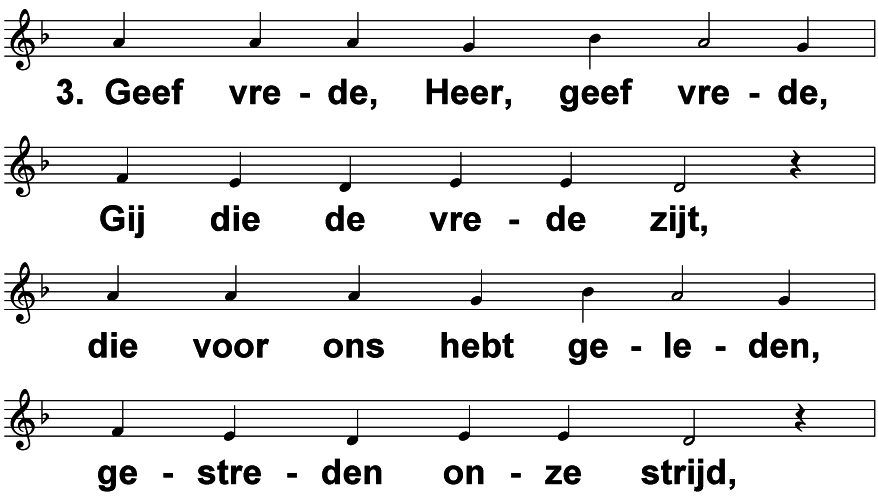 3. Geef vre - de, Heer, geef vre - de,
Gij die de vre - de zijt,
die voor ons hebt ge - le - den,
ge - stre - den on - ze strijd,